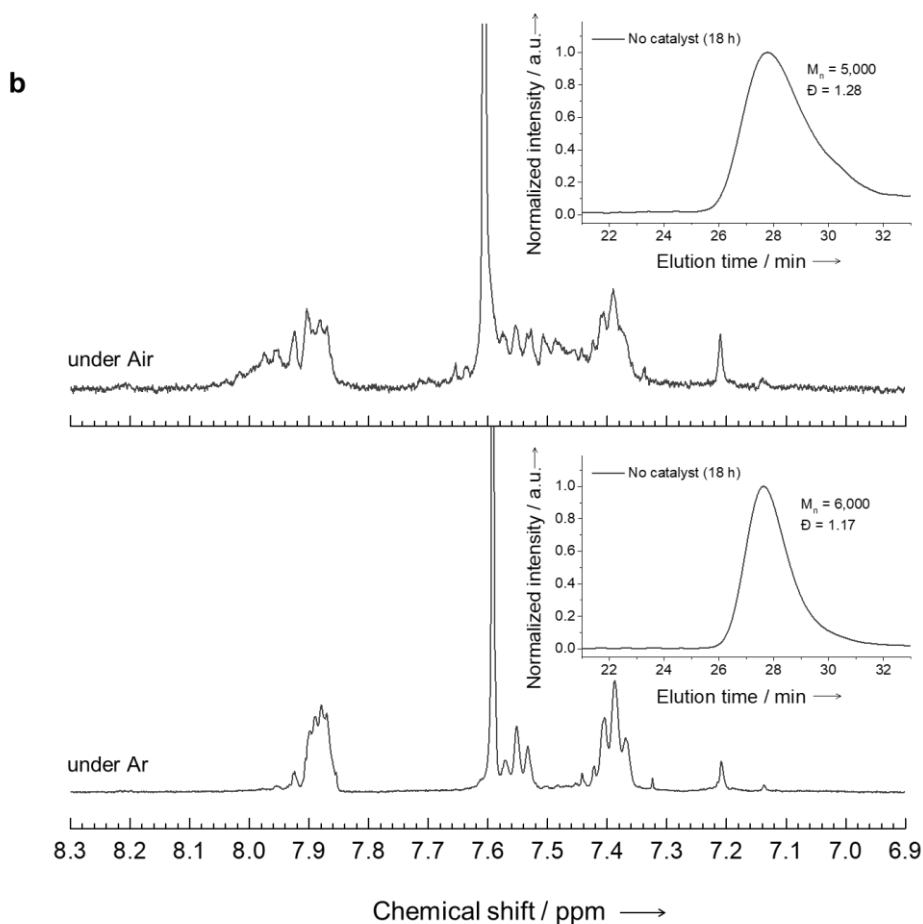 b
No catalyst (18 h)
Mn = 5,000
Đ = 1.28
Normalized intensity / a.u.
1.0
0.8
0.6
0.4
0.2
0.0
22 24 26 28 30 32
Elution time / min
under Air
No catalyst (18 h)
Mn = 6,000
Đ = 1.17
Normalized intensity / a.u.
1.0
0.8
0.6
0.4
0.2
0.0
22 24 26 28 30 32
Elution time / min
under Ar
8.3 8.2 8.1 8.0 7.9 7.8 7.7 7.6 7.5 7.4 7.3 7.2 7.1 7.0 6.9
Chemical shift / ppm